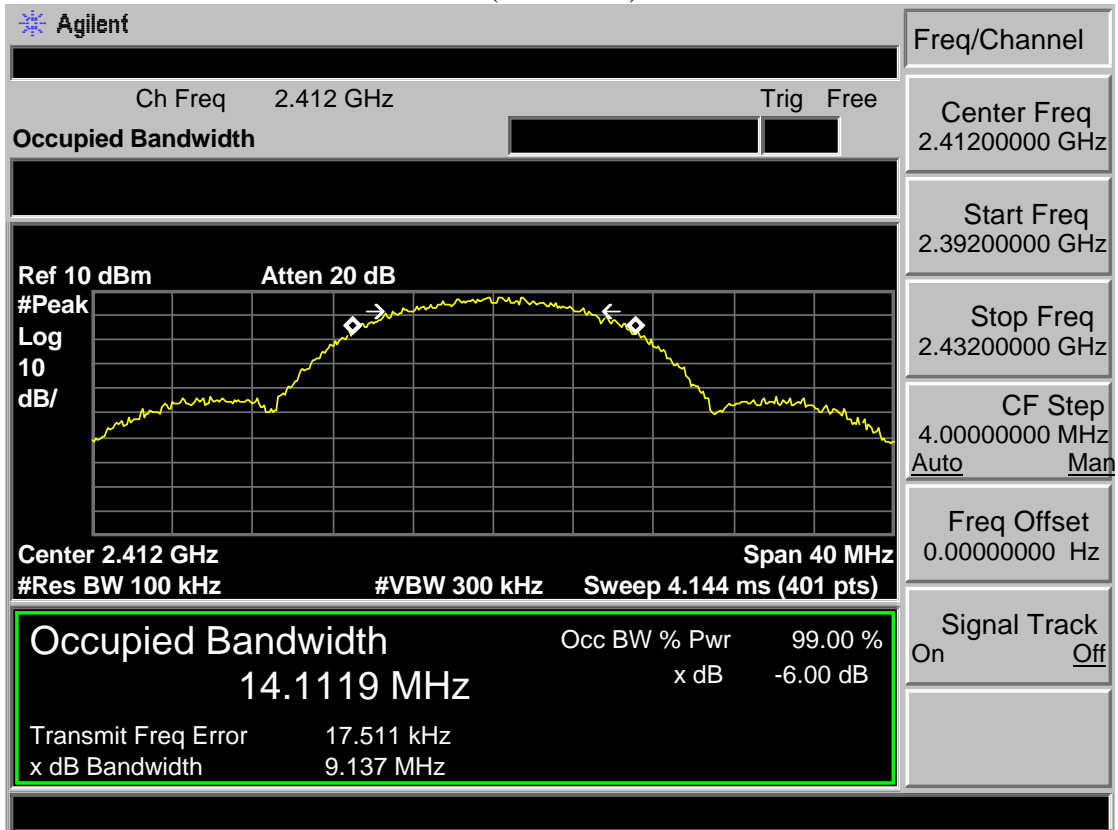 Agilent
Freq/Channel
Ch Freq 2.412 GHz Trig Free
Occupied Bandwidth
Center Freq
2.41200000 GHz
Start Freq
2.39200000 GHz
Stop Freq
2.43200000 GHz
CF Step
4.00000000 MHz
Auto Man
Freq Offset
0.00000000 Hz
Signal Track
On Off
Ref 10 dBm Atten 20 dB
#Peak
Log
10
dB/
Center 2.412 GHz Span 40 MHz
#Res BW 100 kHz #VBW 300 kHz Sweep 4.144 ms (401 pts)
Occupied Bandwidth Occ BW % Pwr 99.00 %
14.1119 MHz x dB -6.00 dB
Transmit Freq Error 17.511 kHz
x dB Bandwidth 9.137 MHz